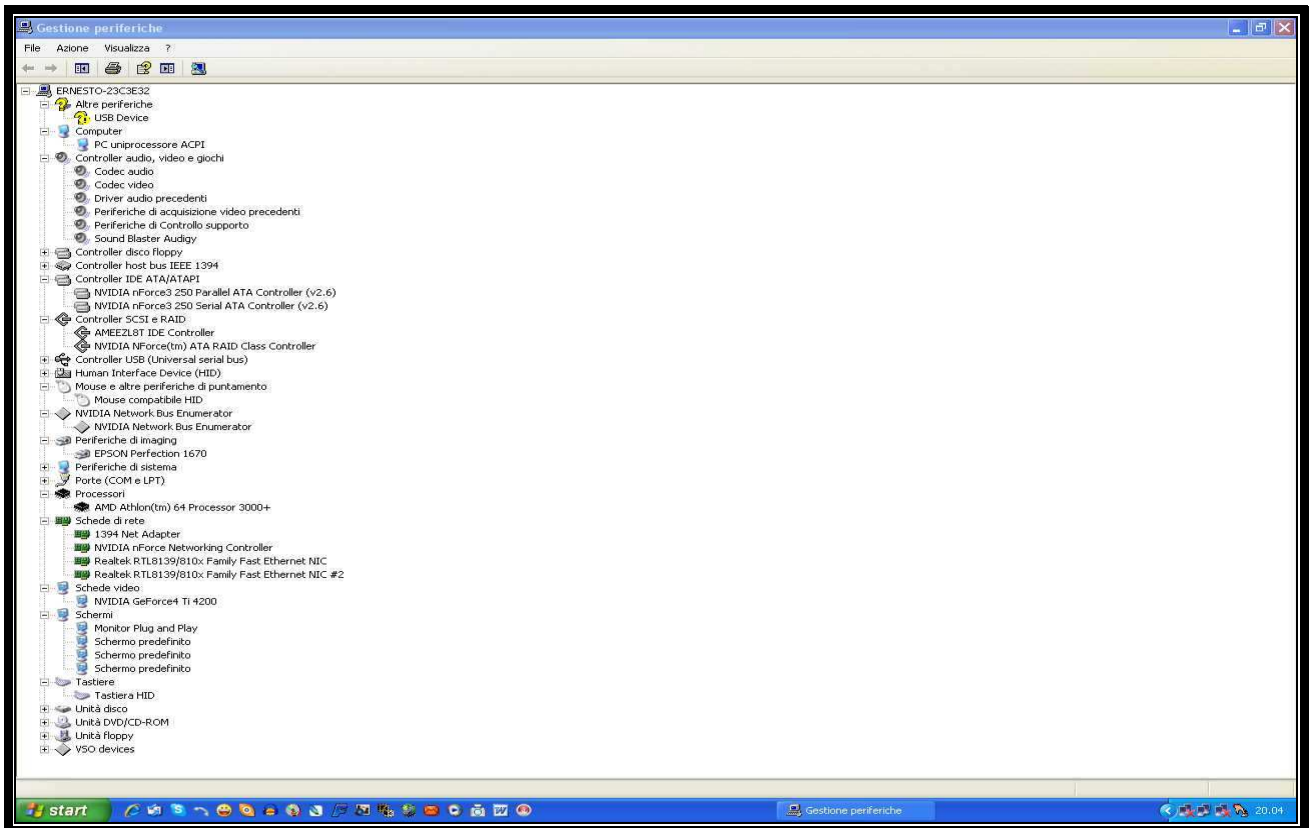 Gestione periferiche
File Azione Visualizza ?
ERNESTO-23C3E32
Altre periferiche
USB Device
Computer
PC uniprocessore ACPI
Controller audio, video e giochi
Codec audio
Codec video
Driver audio precedenti
Periferiche di acquisizione video precedenti
Periferiche di Controllo supporto
Sound Blaster Audigy
Controller disco floppy
Controller host bus IEEE 1394
Controller IDE ATA/ATAPI
NVIDIA nForce3 250 Parallel ATA Controller (v2.6)
NVIDIA nForce3 250 Serial ATA Controller (v2.6)
Controller SCSI e RAID
AMEEZL8T IDE Controller
NVIDIA NForce(tm) ATA RAID Class Controller
Controller USB (Universal serial bus)
Human Interface Device (HID)
Mouse e altre periferiche di puntamento
Mouse compatibile HID
NVIDIA Network Bus Enumerator
NVIDIA Network Bus Enumerator
Periferiche di imaging
EPSON Perfection 1670
Periferiche di sistema
Porte (COM e LPT)
Processori
AMD Athlon(tm) 64 Processor 3000+
Schede di rete
1394 Net Adapter
NVIDIA nForce Networking Controller
Realtek RTL8139/810x Family Fast Ethernet NIC
Realtek RTL8139/810x Family Fast Ethernet NIC #2
Schede video
NVIDIA GeForce4 Ti 4200
Schermi
Monitor Plug and Play
Schermo predefinito
Schermo predefinito
Schermo predefinito
Tastiere
Tastiera HID
Unità disco
Unità DVD/CD-ROM
Unità floppy
VSO devices
start
Gestione periferiche
20.04